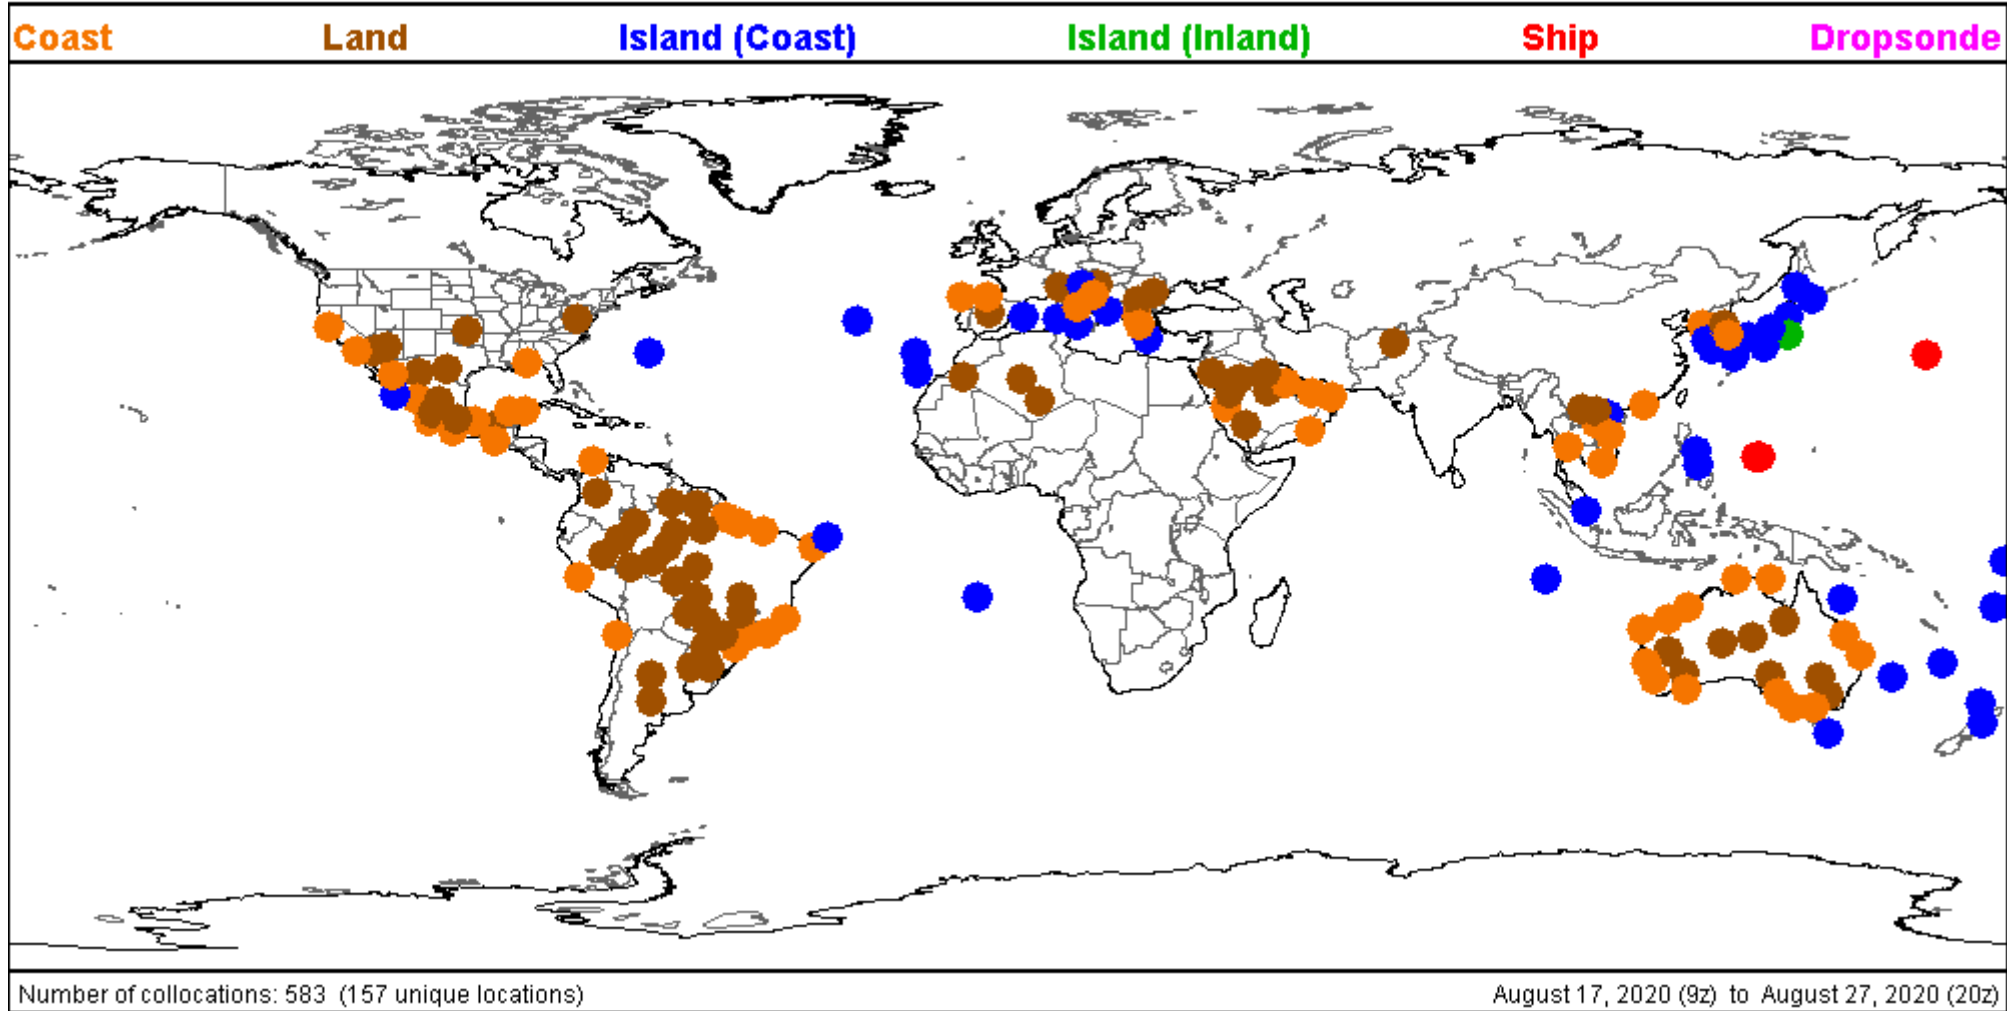 Coast Land Island (Coast) Island (Inland) Ship Dropsonde
Number of collocations: 583 (157 unique locations) August 17, 2020 (9z) to August 27, 2020 (20z)